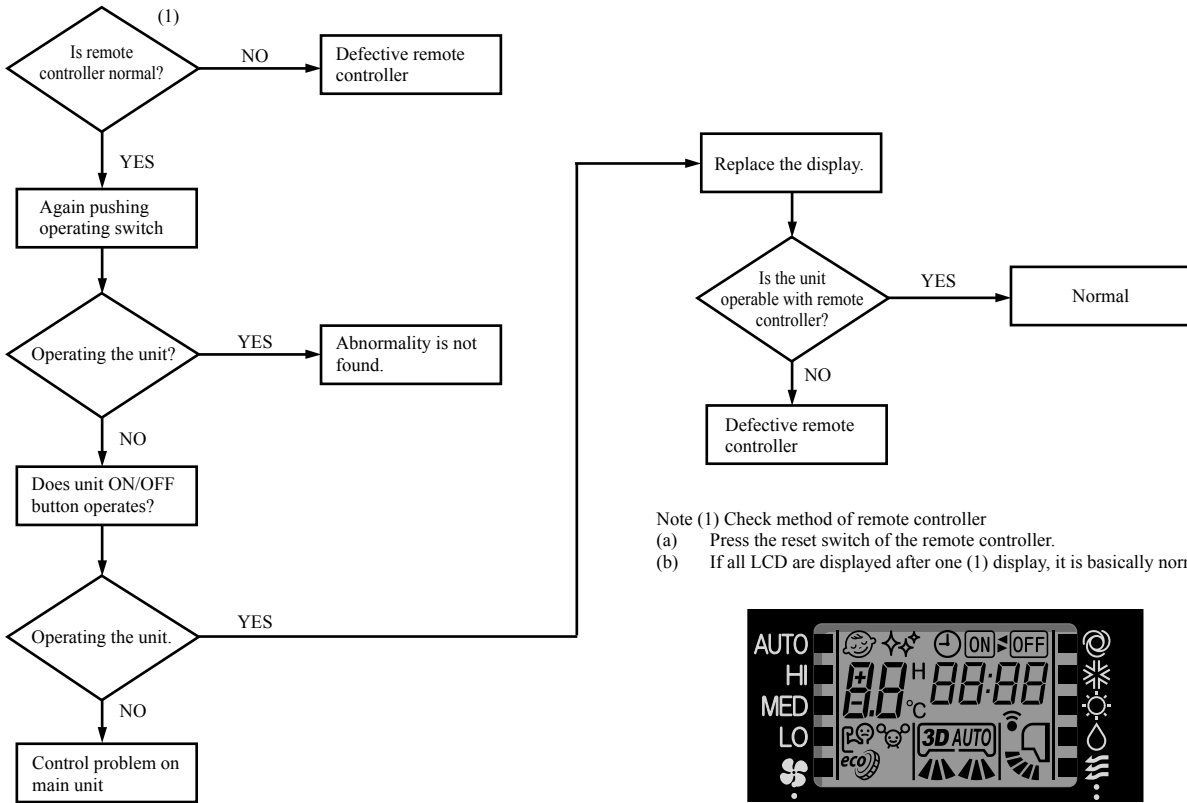 (1)
Is remote
controller normal?
NO
Defective remote
controller
YES
Again pushing
operating switch
Operating the unit?
YES
Abnormality is not
found.
NO
Does unit ON/OFF
button operates?
Operating the unit.
YES
NO
Control problem on
main unit
Replace the display.
Is the unit
operable with remote
controller?
YES
Normal
NO
Defective remote
controller
Note (1) Check method of remote controller
(a) Press the reset switch of the remote controller.
(b) If all LCD are displayed after one (1) display, it is basically
AUTO
HI
MED
LO
ON OFF
H 88:88
°C
3D AUTO
eco